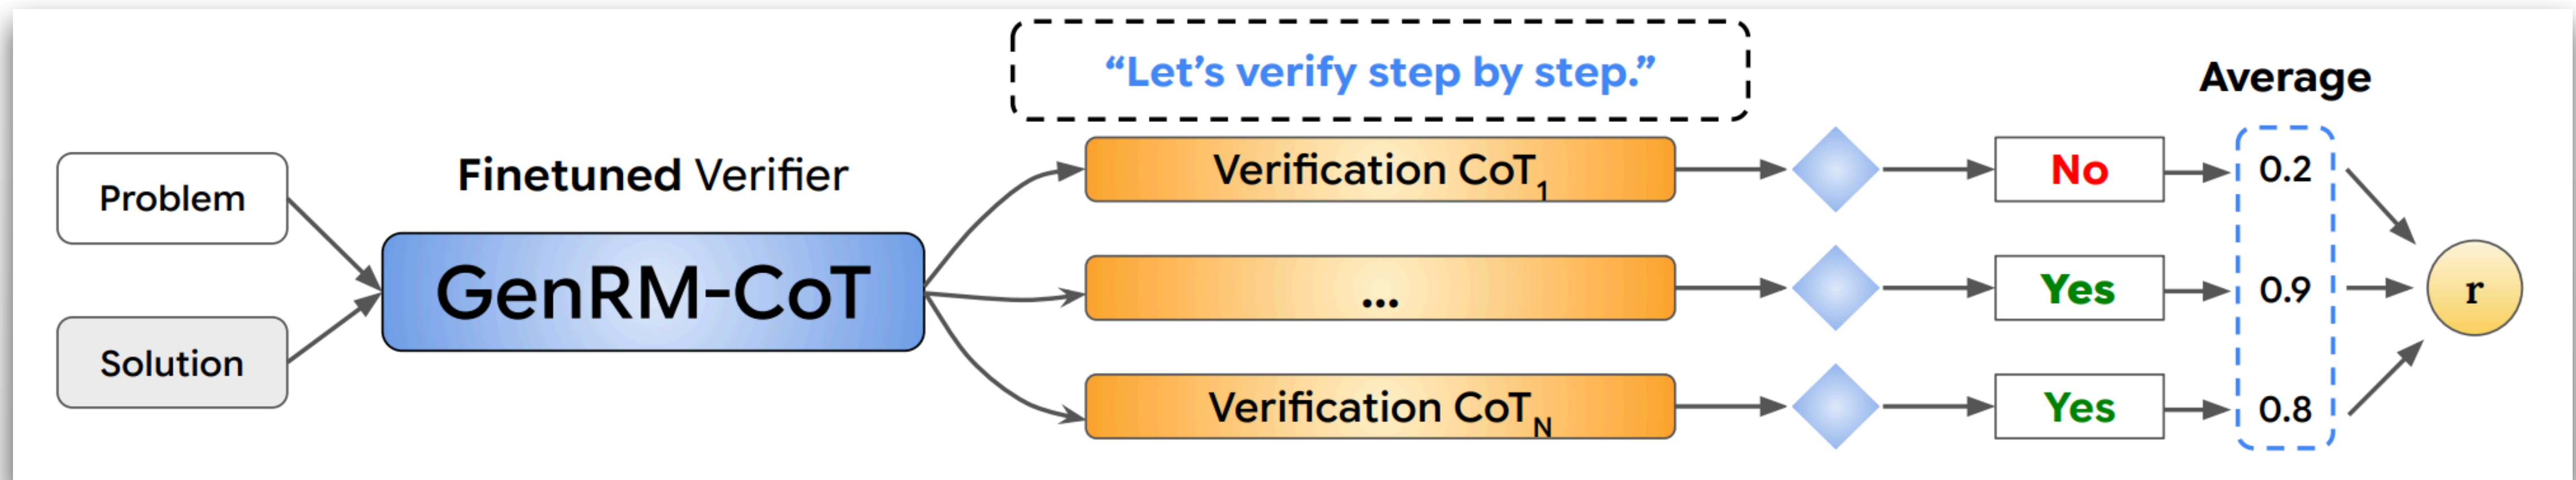 “Let’s verify step by step.”
Average
Problem
Solution
Finetuned Verifier
GenRM-CoT
Verification CoT1
No
0.2
...
Yes
0.9
r
Verification CoTN
Yes
0.8